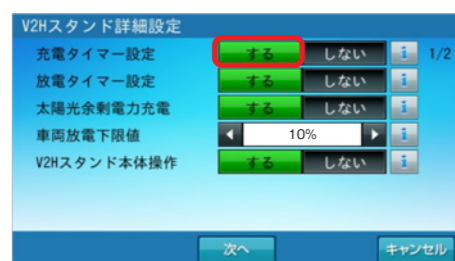 V2Hスタンド詳細設定
充電タイマー設定 する しない i 1/2
放電タイマー設定 する しない i
太陽光余剰電力充電 する しない i
車両放電下限値 ◀ 10% ▶ i
V2Hスタンド本体操作 する しない i
次へ キャンセル